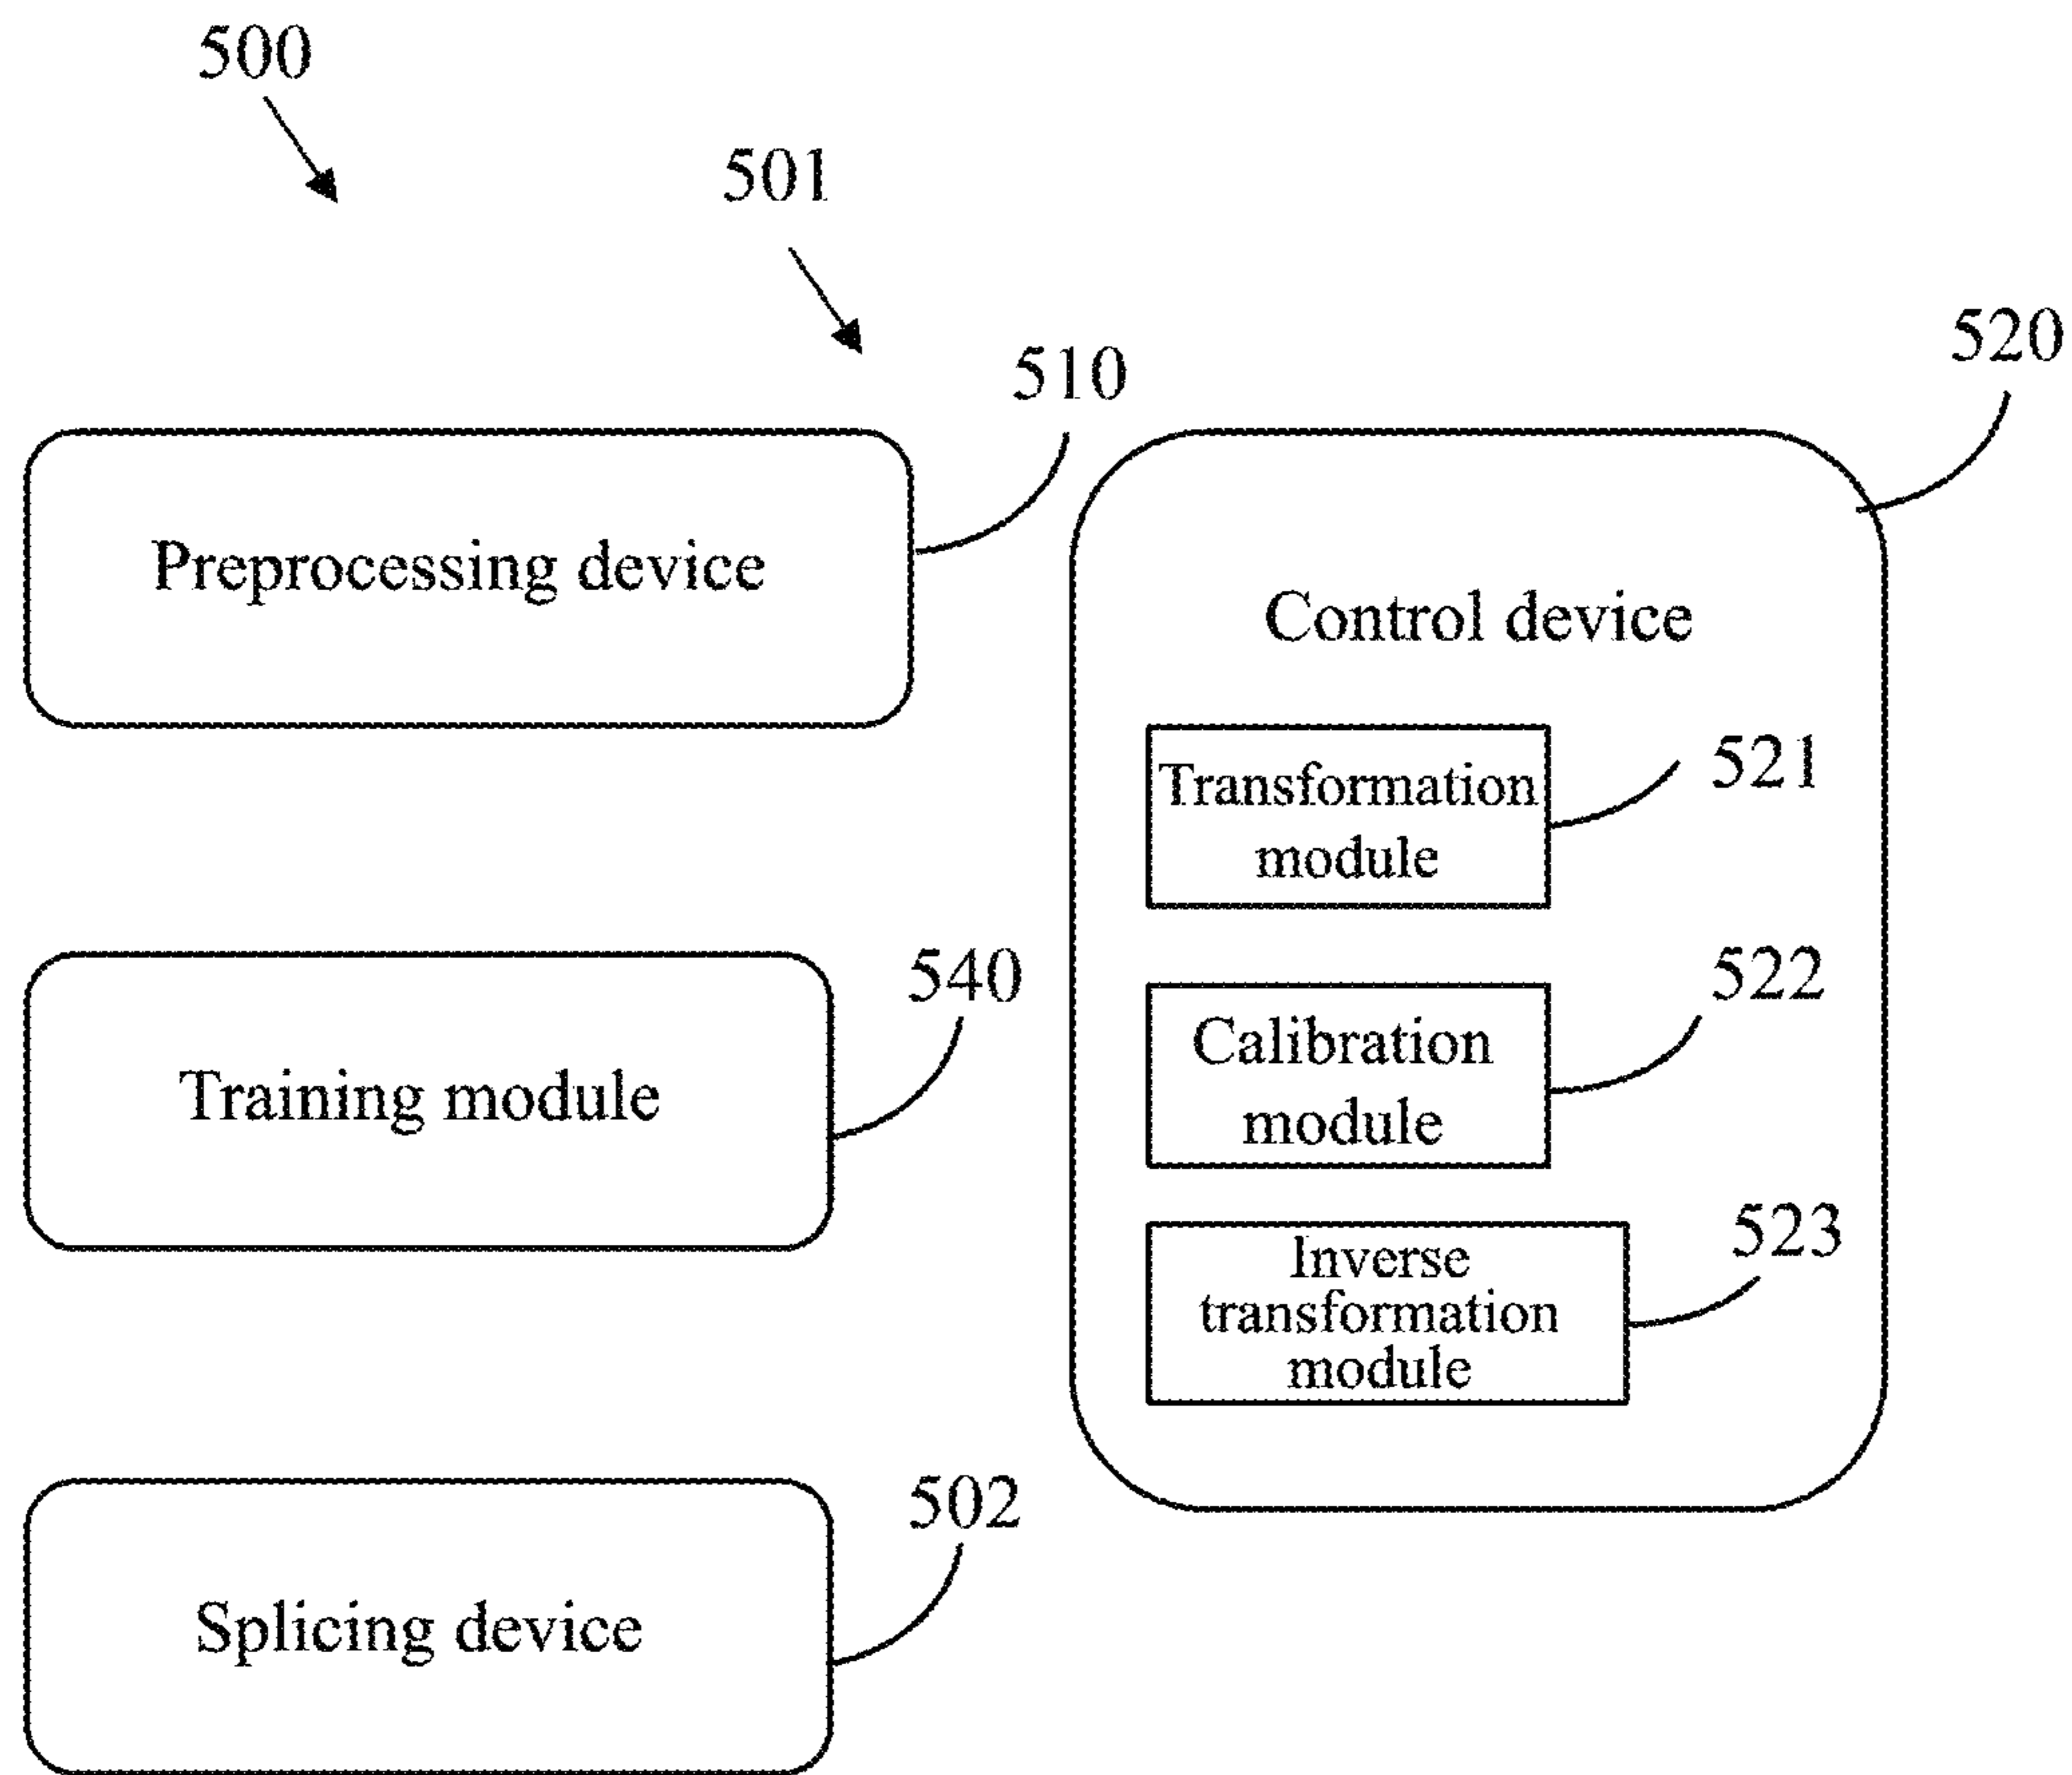 500
501
510
520
Preprocessing device
Control device
Transformation
module
521
540
Training module
Calibration
module
522
Inverse
transformation
module
523
502
Splicing device